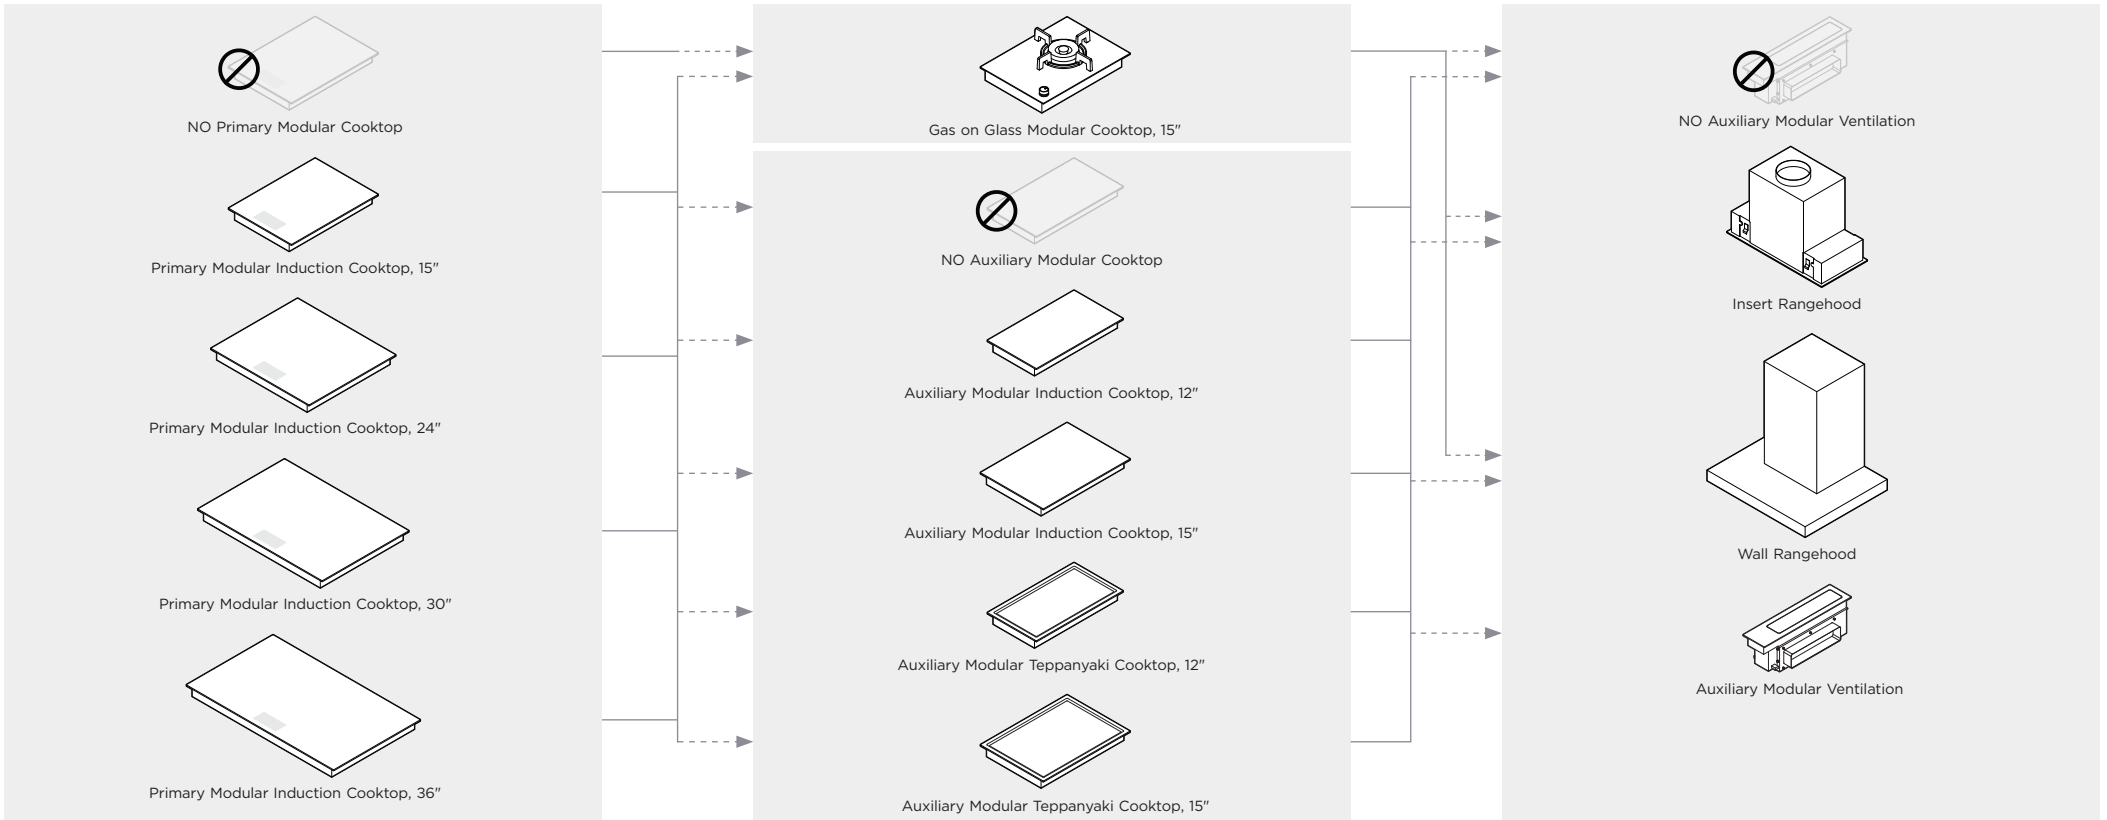 NO Primary Modular Cooktop
Primary Modular Induction Cooktop, 15"
Primary Modular Induction Cooktop, 24"
Primary Modular Induction Cooktop, 30"
Primary Modular Induction Cooktop, 36"
Gas on Glass Modular Cooktop, 15"
NO Auxiliary Modular Cooktop
Auxiliary Modular Induction Cooktop, 12"
Auxiliary Modular Induction Cooktop, 15"
Auxiliary Modular Teppanyaki Cooktop, 12"
Auxiliary Modular Teppanyaki Cooktop, 15"
NO Auxiliary Modular Ventilation
Insert Rangehood
Wall Rangehood
Auxiliary Modular Ventilation